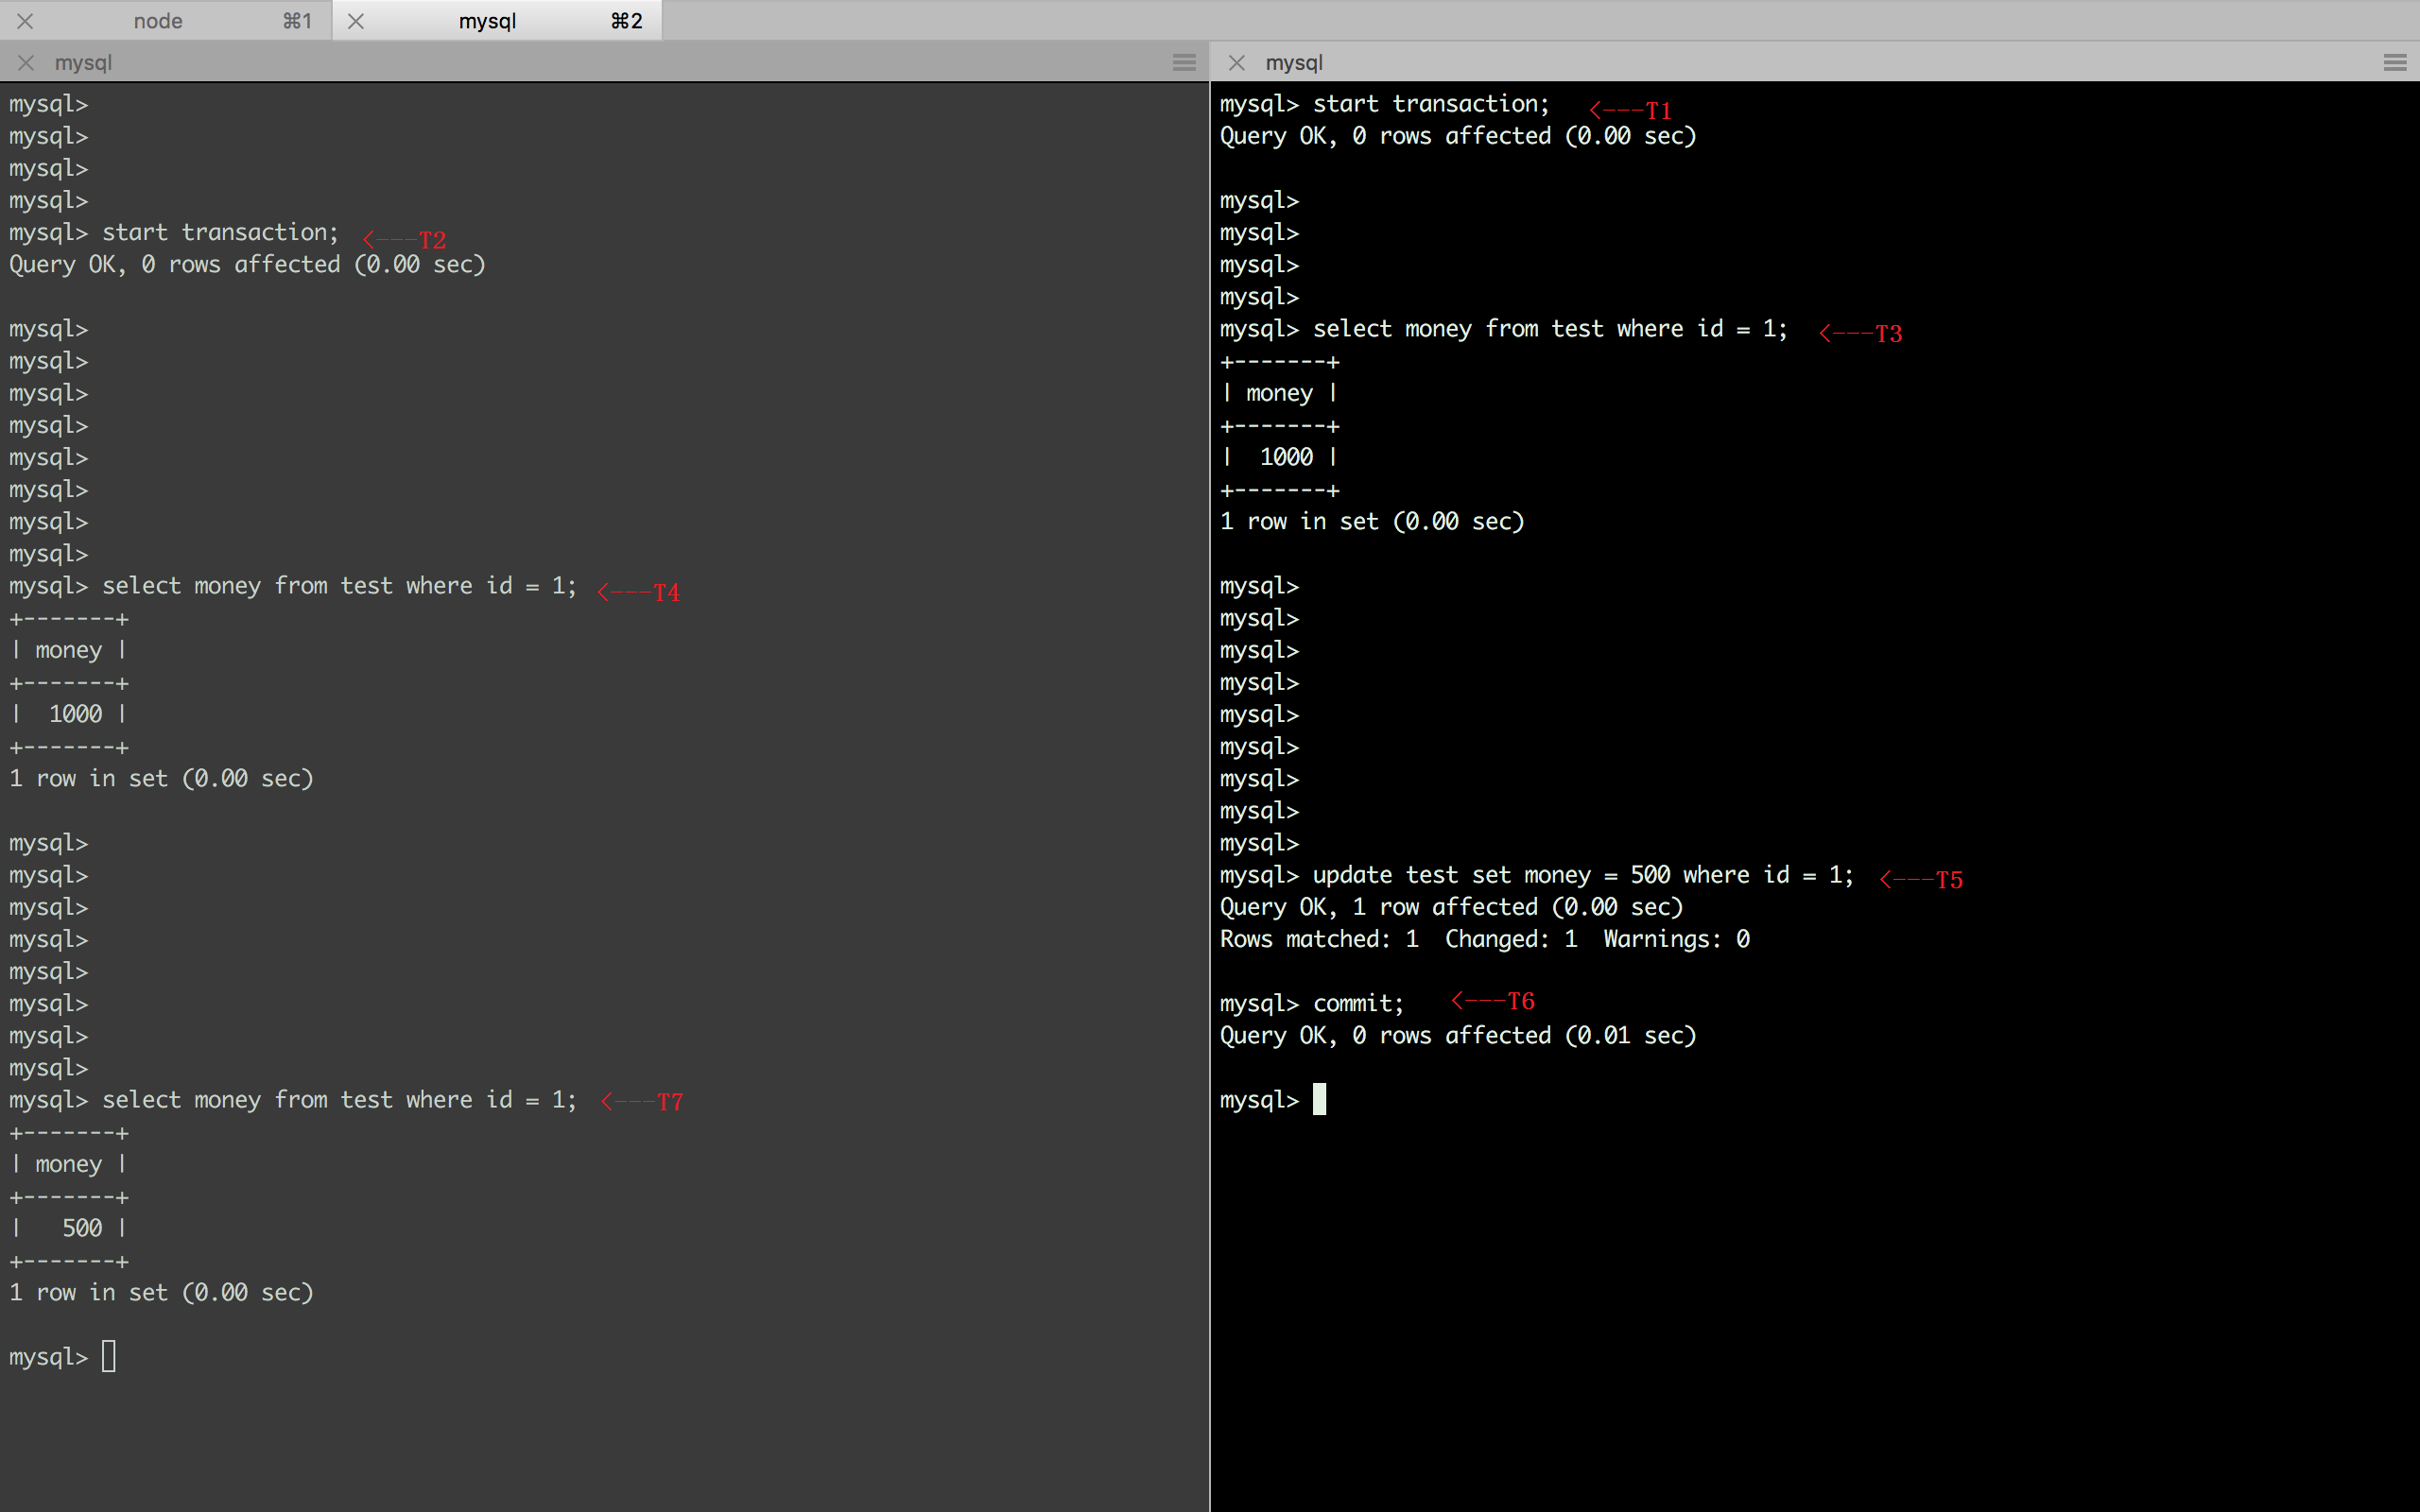 node ⌘1 mysql ⌘2
mysql
mysql>
mysql>
mysql>
mysql>
mysql> start transaction; <---T2
Query OK, 0 rows affected (0.00 sec)
mysql>
mysql>
mysql>
mysql>
mysql>
mysql>
mysql>
mysql>
mysql> select money from test where id = 1; <---T4
+-------+
| money |
+-------+
|  1000 |
+-------+
1 row in set (0.00 sec)
mysql>
mysql>
mysql>
mysql>
mysql>
mysql>
mysql>
mysql>
mysql> select money from test where id = 1; <---T7
+-------+
| money |
+-------+
|   500 |
+-------+
1 row in set (0.00 sec)
mysql>
mysql
mysql> start transaction; <---T1
Query OK, 0 rows affected (0.00 sec)
mysql>
mysql>
mysql>
mysql>
mysql> select money from test where id = 1; <---T3
+-------+
| money |
+-------+
|  1000 |
+-------+
1 row in set (0.00 sec)
mysql>
mysql>
mysql>
mysql>
mysql>
mysql>
mysql>
mysql>
mysql>
mysql> update test set money = 500 where id = 1; <---T5
Query OK, 1 row affected (0.00 sec)
Rows matched: 1  Changed: 1  Warnings: 0
mysql> commit; <---T6
Query OK, 0 rows affected (0.01 sec)
mysql>